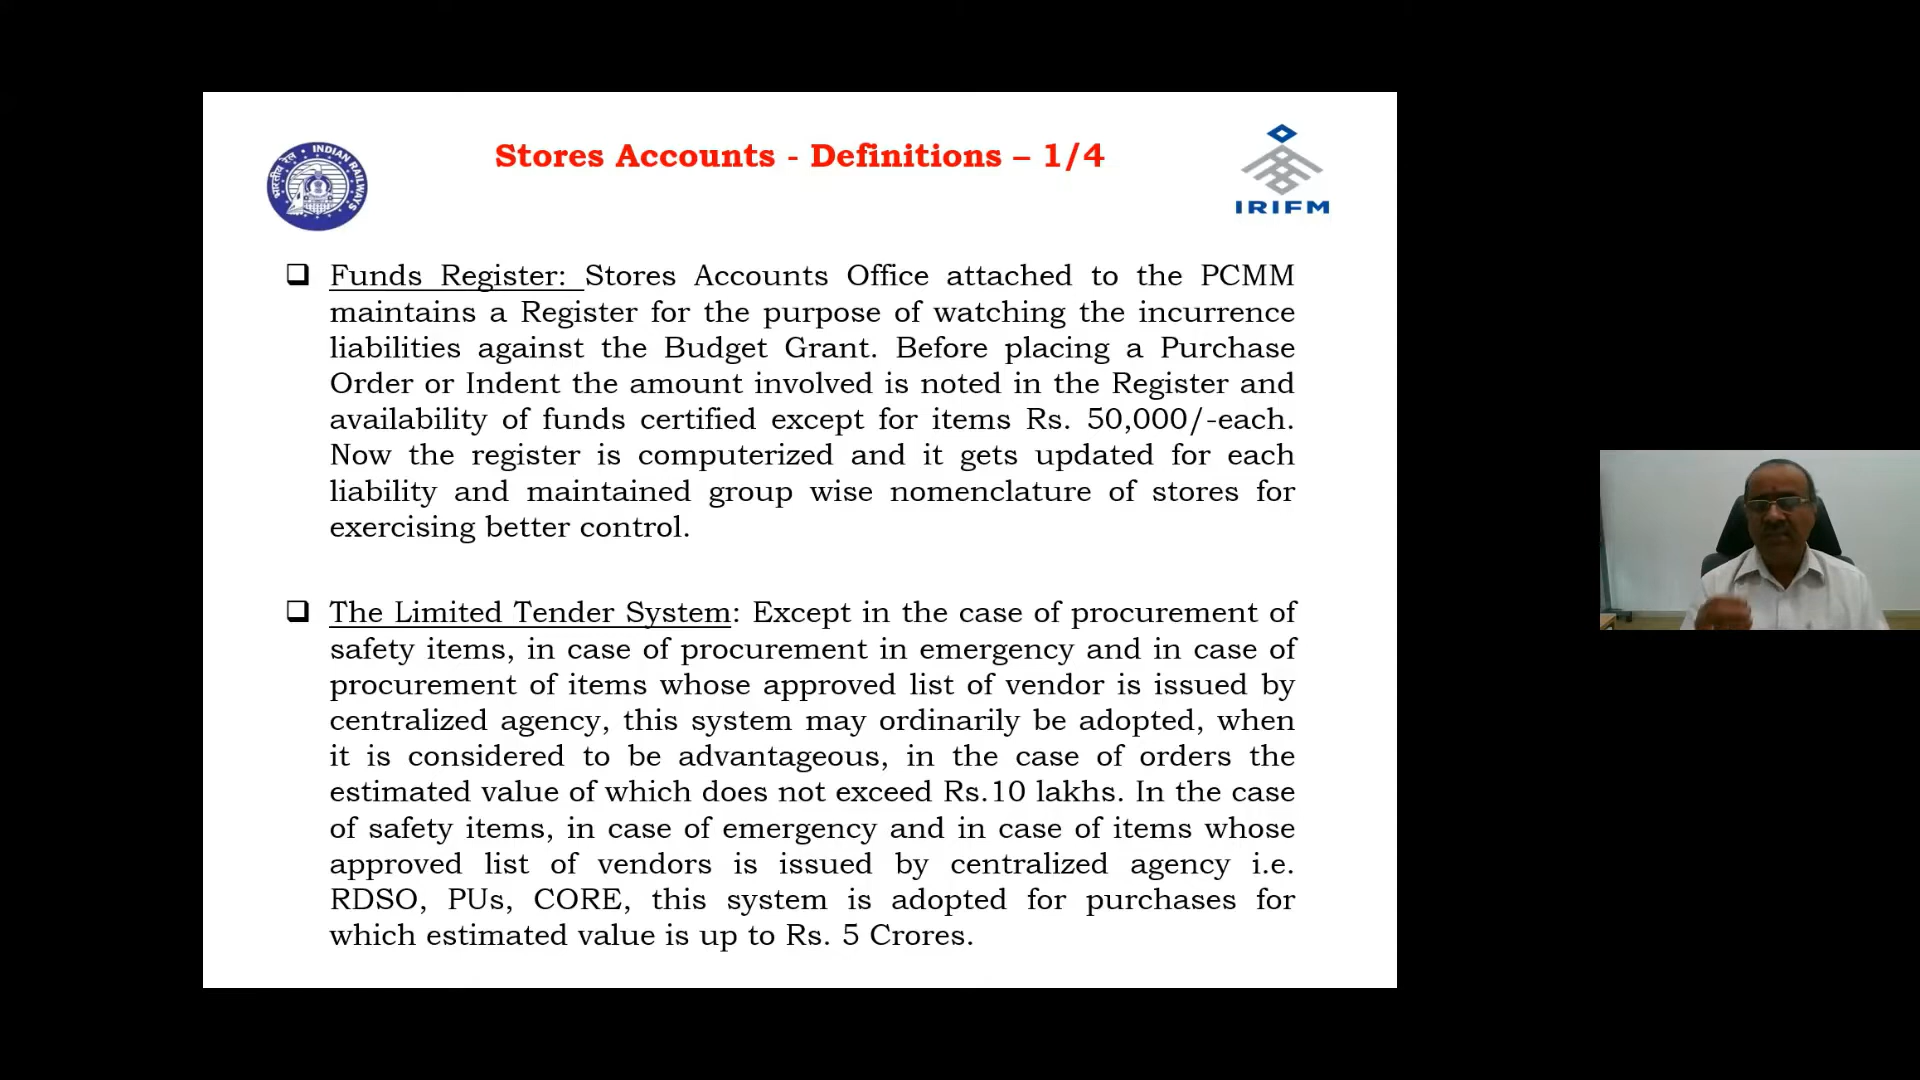 Stores Accounts - Definitions – 1/4
भारतीय रेल • INDIAN RAILWAYS
IRIFM
❑ Funds Register: Stores Accounts Office attached to the PCMM
maintains a Register for the purpose of watching the incurrence
liabilities against the Budget Grant. Before placing a Purchase
Order or Indent the amount involved is noted in the Register and
availability of funds certified except for items Rs. 50,000/-each.
Now the register is computerized and it gets updated for each
liability and maintained group wise nomenclature of stores for
exercising better control.
❑ The Limited Tender System: Except in the case of procurement of
safety items, in case of procurement in emergency and in case of
procurement of items whose approved list of vendor is issued by
centralized agency, this system may ordinarily be adopted, when
it is considered to be advantageous, in the case of orders the
estimated value of which does not exceed Rs.10 lakhs. In the case
of safety items, in case of emergency and in case of items whose
approved list of vendors is issued by centralized agency i.e.
RDSO, PUs, CORE, this system is adopted for purchases for
which estimated value is up to Rs. 5 Crores.